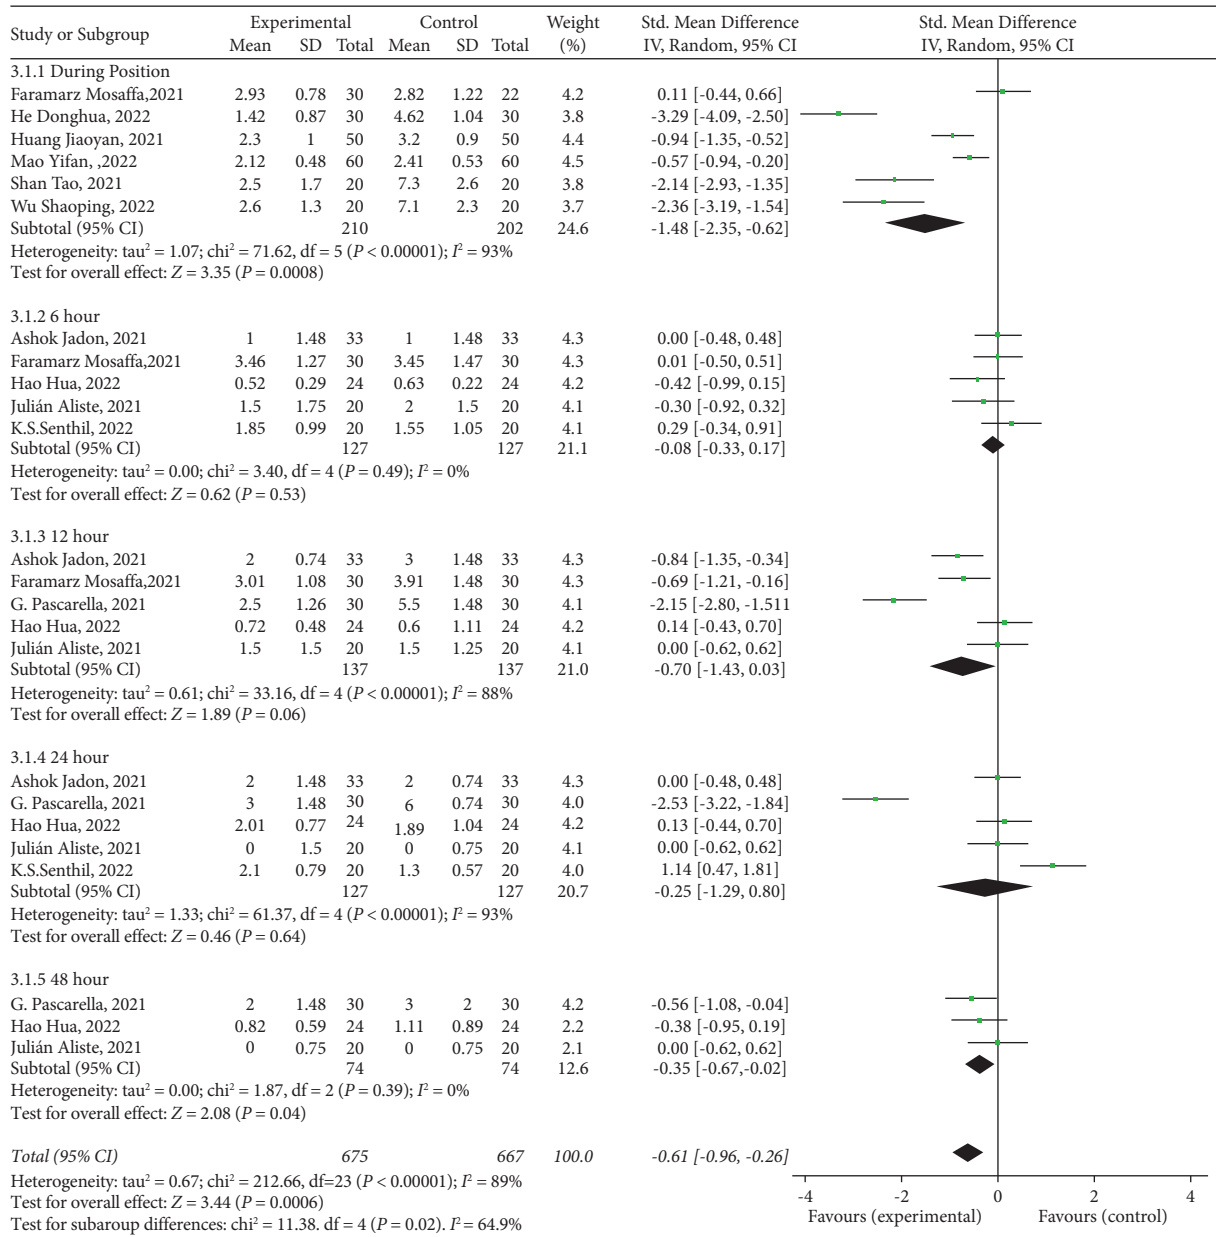 Study or Subgroup Experimental Control Weight Std. Mean Difference Std. Mean Difference
Mean SD Total Mean SD Total (%) IV, Random, 95% CI IV, Random, 95% CI
3.1.1 During Position
Faramarz Mosaffa,2021 2.93 0.78 30 2.82 1.22 22 4.2 0.11 [-0.44, 0.66]
He Donghua, 2022 1.42 0.87 30 4.62 1.04 30 3.8 -3.29 [-4.09, -2.50]
Huang Jiaoyan, 2021 2.3 1 50 3.2 0.9 50 4.4 -0.94 [-1.35, -0.52]
Mao Yifan, ,2022 2.12 0.48 60 2.41 0.53 60 4.5 -0.57 [-0.94, -0.20]
Shan Tao, 2021 2.5 1.7 20 7.3 2.6 20 3.8 -2.14 [-2.93, -1.35]
Wu Shaoping, 2022 2.6 1.3 20 7.1 2.3 20 3.7 -2.36 [-3.19, -1.54]
Subtotal (95% CI) 210 202 24.6 -1.48 [-2.35, -0.62]
Heterogeneity: tau² = 1.07; chi² = 71.62, df = 5 (P < 0.00001); I² = 93%
Test for overall effect: Z = 3.35 (P = 0.0008)
3.1.2 6 hour
Ashok Jadon, 2021 1 1.48 33 1 1.48 33 4.3 0.00 [-0.48, 0.48]
Faramarz Mosaffa,2021 3.46 1.27 30 3.45 1.47 30 4.3 0.01 [-0.50, 0.51]
Hao Hua, 2022 0.52 0.29 24 0.63 0.22 24 4.2 -0.42 [-0.99, 0.15]
Julián Aliste, 2021 1.5 1.75 20 2 1.5 20 4.1 -0.30 [-0.92, 0.32]
K.S.Senthil, 2022 1.85 0.99 20 1.55 1.05 20 4.1 0.29 [-0.34, 0.91]
Subtotal (95% CI) 127 127 21.1 -0.08 [-0.33, 0.17]
Heterogeneity: tau² = 0.00; chi² = 3.40, df = 4 (P = 0.49); I² = 0%
Test for overall effect: Z = 0.62 (P = 0.53)
3.1.3 12 hour
Ashok Jadon, 2021 2 0.74 33 3 1.48 33 4.3 -0.84 [-1.35, -0.34]
Faramarz Mosaffa,2021 3.01 1.08 30 3.91 1.48 30 4.3 -0.69 [-1.21, -0.16]
G. Pascarella, 2021 2.5 1.26 30 5.5 1.48 30 4.1 -2.15 [-2.80, -1.511
Hao Hua, 2022 0.72 0.48 24 0.6 1.11 24 4.2 0.14 [-0.43, 0.70]
Julián Aliste, 2021 1.5 1.5 20 1.5 1.25 20 4.1 0.00 [-0.62, 0.62]
Subtotal (95% CI) 137 137 21.0 -0.70 [-1.43, 0.03]
Heterogeneity: tau² = 0.61; chi² = 33.16, df = 4 (P < 0.00001); I² = 88%
Test for overall effect: Z = 1.89 (P = 0.06)
3.1.4 24 hour
Ashok Jadon, 2021 2 1.48 33 2 0.74 33 4.3 0.00 [-0.48, 0.48]
G. Pascarella, 2021 3 1.48 30 6 0.74 30 4.0 -2.53 [-3.22, -1.84]
Hao Hua, 2022 2.01 0.77 24 1.89 1.04 24 4.2 0.13 [-0.44, 0.70]
Julián Aliste, 2021 0 1.5 20 0 0.75 20 4.1 0.00 [-0.62, 0.62]
K.S.Senthil, 2022 2.1 0.79 20 1.3 0.57 20 4.0 1.14 [0.47, 1.81]
Subtotal (95% CI) 127 127 20.7 -0.25 [-1.29, 0.80]
Heterogeneity: tau² = 1.33; chi² = 61.37, df = 4 (P < 0.00001); I² = 93%
Test for overall effect: Z = 0.46 (P = 0.64)
3.1.5 48 hour
G. Pascarella, 2021 2 1.48 30 3 2 30 4.2 -0.56 [-1.08, -0.04]
Hao Hua, 2022 0.82 0.59 24 1.11 0.89 24 2.2 -0.38 [-0.95, 0.19]
Julián Aliste, 2021 0 0.75 20 0 0.75 20 2.1 0.00 [-0.62, 0.62]
Subtotal (95% CI) 74 74 12.6 -0.35 [-0.67,-0.02]
Heterogeneity: tau² = 0.00; chi² = 1.87, df = 2 (P = 0.39); I² = 0%
Test for overall effect: Z = 2.08 (P = 0.04)
Total (95% CI) 675 667 100.0 -0.61 [-0.96, -0.26]
Heterogeneity: tau² = 0.67; chi² = 212.66, df=23 (P < 0.00001); I² = 89%
Test for overall effect: Z = 3.44 (P = 0.0006)
Test for subaroup differences: chi² = 11.38. df = 4 (P = 0.02). I² = 64.9%
-4 -2 0 2 4
Favours (experimental) Favours (control)